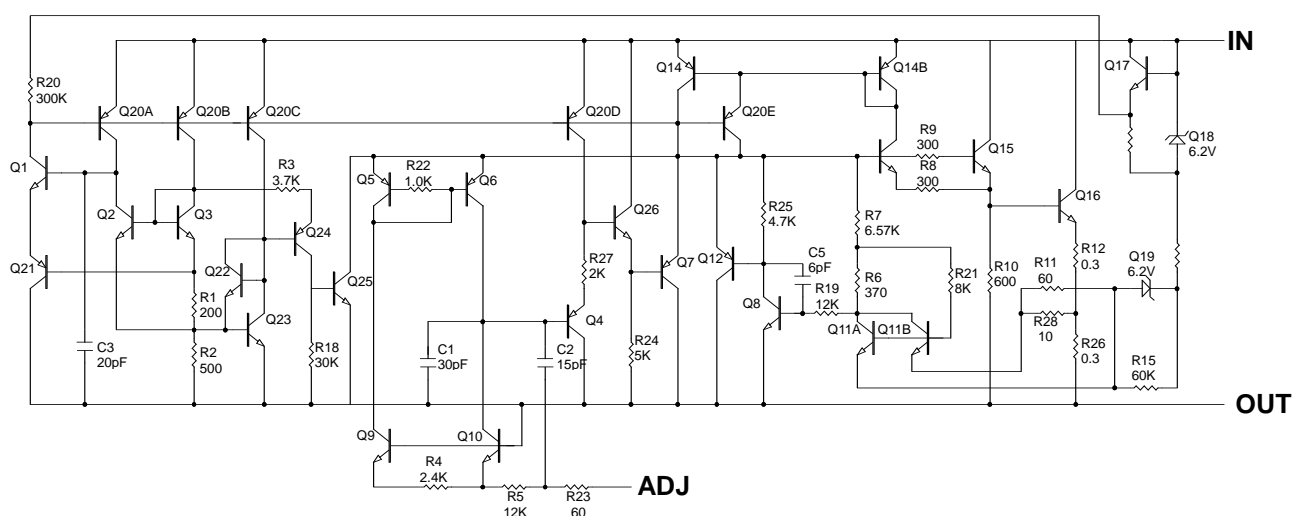 IN
Q14
Q14B
Q17
R20
300K
Q20A
Q20B
Q20C
Q20D
Q20E
Q18
6.2V
R9
300
Q15
Q1
R3
3.7K
R22
1.0K
Q5
Q6
R8
300
Q2
Q3
Q24
Q26
R25
4.7K
R7
6.57K
Q16
Q21
Q22
Q25
R27
2K
Q7
Q12
C5
6pF
R6
370
R21
8K
R12
0.3
Q19
6.2V
R11
60
R10
600
R1
200
Q23
Q4
R19
12K
Q8
Q11A
Q11B
R28
10
C3
20pF
R2
500
R18
30K
C1
30pF
C2
15pF
R24
5K
R26
0.3
R15
60K
OUT
Q9
Q10
R4
2.4K
R5
12K
R23
60
ADJ